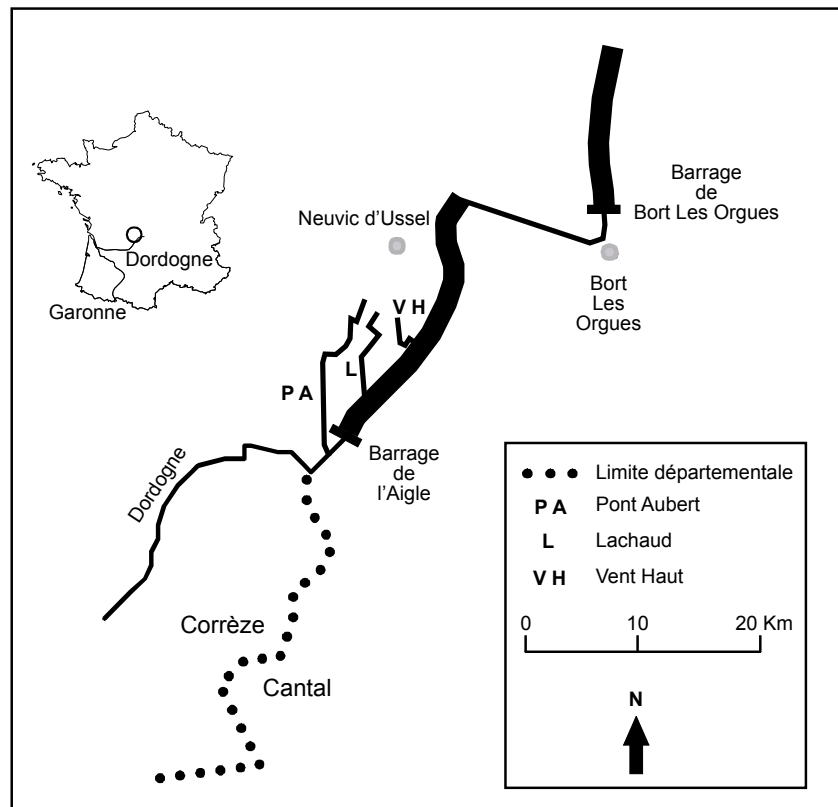 Dordogne
Garonne
Neuvic d'Ussel
Barrage
de
Bort Les Orgues
Bort
Les
Orgues
V H
L
P A
Barrage
de
l'Aigle
Dordogne
Corrèze
Cantal
Limite départementale
P A Pont Aubert
L Lachaud
V H Vent Haut
0 10 20 Km
N